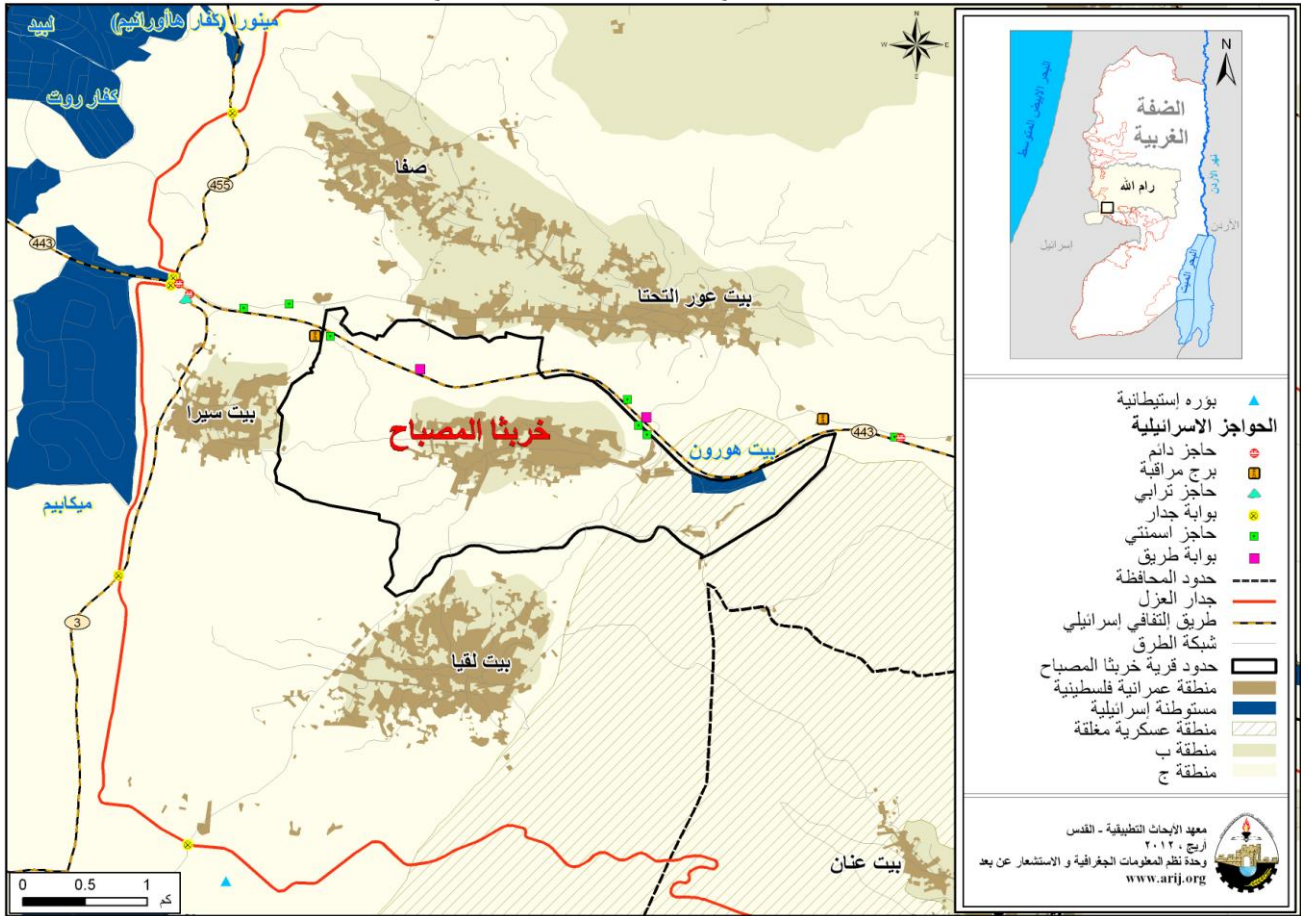 مينورا (كفار هاأورانيم)
لبيد
كفار روت
صفا
455
443
بيت عور التحتا
بيت سيرا
خربثا المصباح
بيت هورون
443
ميكابيم
3
بيت لقيا
بيت عنان
0 0.5 1
كم
N
W E
S
N
البحر الابيض المتوسط
الضفة
الغربية
نهر الأردن
رام الله
الأردن
إسرائيل
البحر الميت
بؤره إستيطانية
الحواجز الاسرائيلية
حاجز دائم
برج مراقبة
حاجز ترابي
بوابة جدار
حاجز اسمنتي
بوابة طريق
حدود المحافظة
جدار العزل
طريق إلتفافي إسرائيلي
شبكة الطرق
حدود قرية خربثا المصباح
منطقة عمرانية فلسطينية
مستوطنة إسرائيلية
منطقة عسكرية مغلقة
منطقة ب
منطقة ج
معهد الأبحاث التطبيقية - القدس
أريج ، ٢٠١٢
وحدة نظم المعلومات الجغرافية و الاستشعار عن بعد
www.arij.org